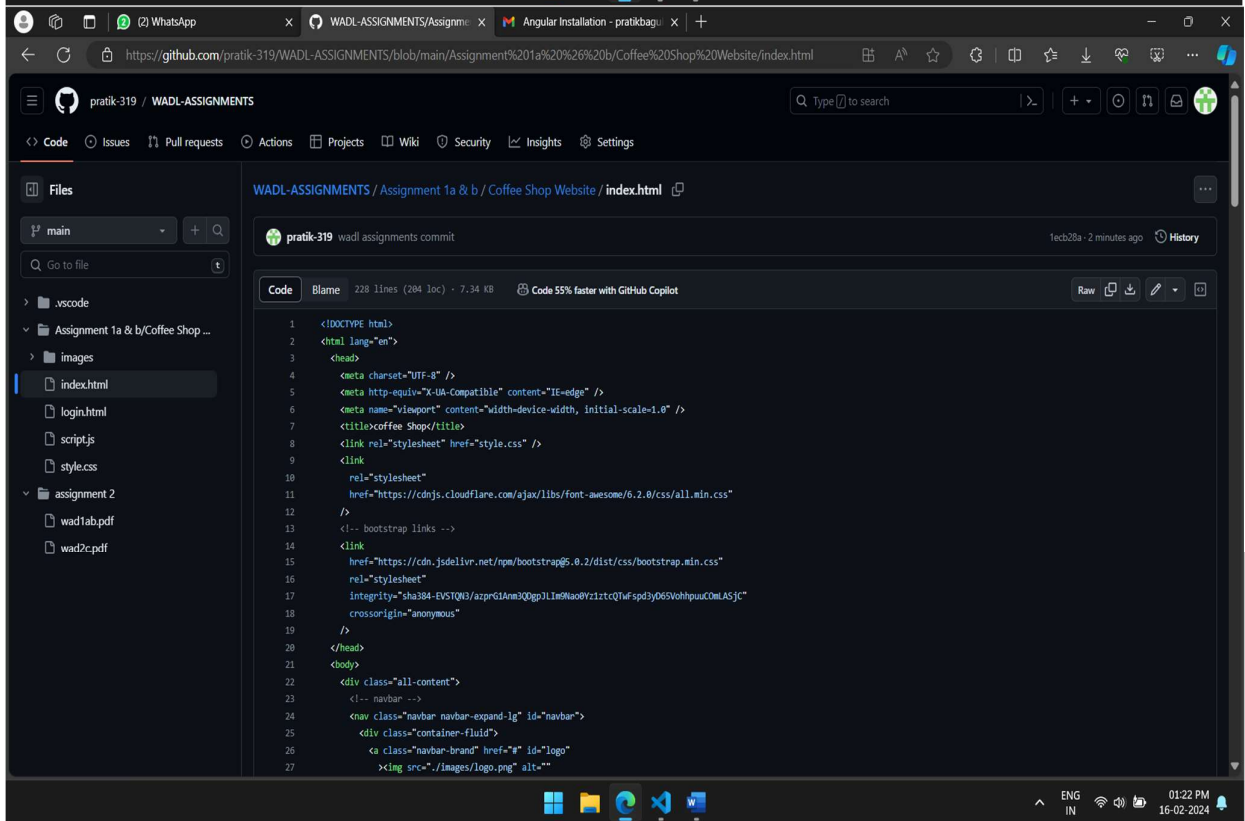 (2) WhatsApp
WADL-ASSIGNMENTS/Assignme
Angular Installation - pratikbagul
https://github.com/pratik-319/WADL-ASSIGNMENTS/blob/main/Assignment%201a%20%26%20b/Coffee%20Shop%20Website/index.html
pratik-319 / WADL-ASSIGNMENTS
Type / to search
Code Issues Pull requests Actions Projects Wiki Security Insights Settings
Files
WADL-ASSIGNMENTS / Assignment 1a & b / Coffee Shop Website / index.html
main
pratik-319 wadl assignments commit
1ecb28a · 2 minutes ago History
Go to file t
Code Blame 228 lines (204 loc) · 7.34 KB Code 55% faster with GitHub Copilot
Raw
.vscode
Assignment 1a & b/Coffee Shop ...
images
index.html
login.html
script.js
style.css
assignment 2
wad1ab.pdf
wad2c.pdf
1 <!DOCTYPE html>
2 <html lang="en">
3 <head>
4 <meta charset="UTF-8" />
5 <meta http-equiv="X-UA-Compatible" content="IE=edge" />
6 <meta name="viewport" content="width=device-width, initial-scale=1.0" />
7 <title>coffee Shop</title>
8 <link rel="stylesheet" href="style.css" />
9 <link
10 rel="stylesheet"
11 href="https://cdnjs.cloudflare.com/ajax/libs/font-awesome/6.2.0/css/all.min.css"
12 />
13 <!-- bootstrap links -->
14 <link
15 href="https://cdn.jsdelivr.net/npm/bootstrap@5.0.2/dist/css/bootstrap.min.css"
16 rel="stylesheet"
17 integrity="sha384-EVSTQN3/azprG1Anm3QDgpJLIm9Nao0Yz1ztcQTwFspd3yD65VohhpuuCOmLASjC"
18 crossorigin="anonymous"
19 />
20 </head>
21 <body>
22 <div class="all-content">
23 <!-- navbar -->
24 <nav class="navbar navbar-expand-lg" id="navbar">
25 <div class="container-fluid">
26 <a class="navbar-brand" href="#" id="logo"
27 ><img src="./images/logo.png" alt=""
ENG
IN
01:22 PM
16-02-2024